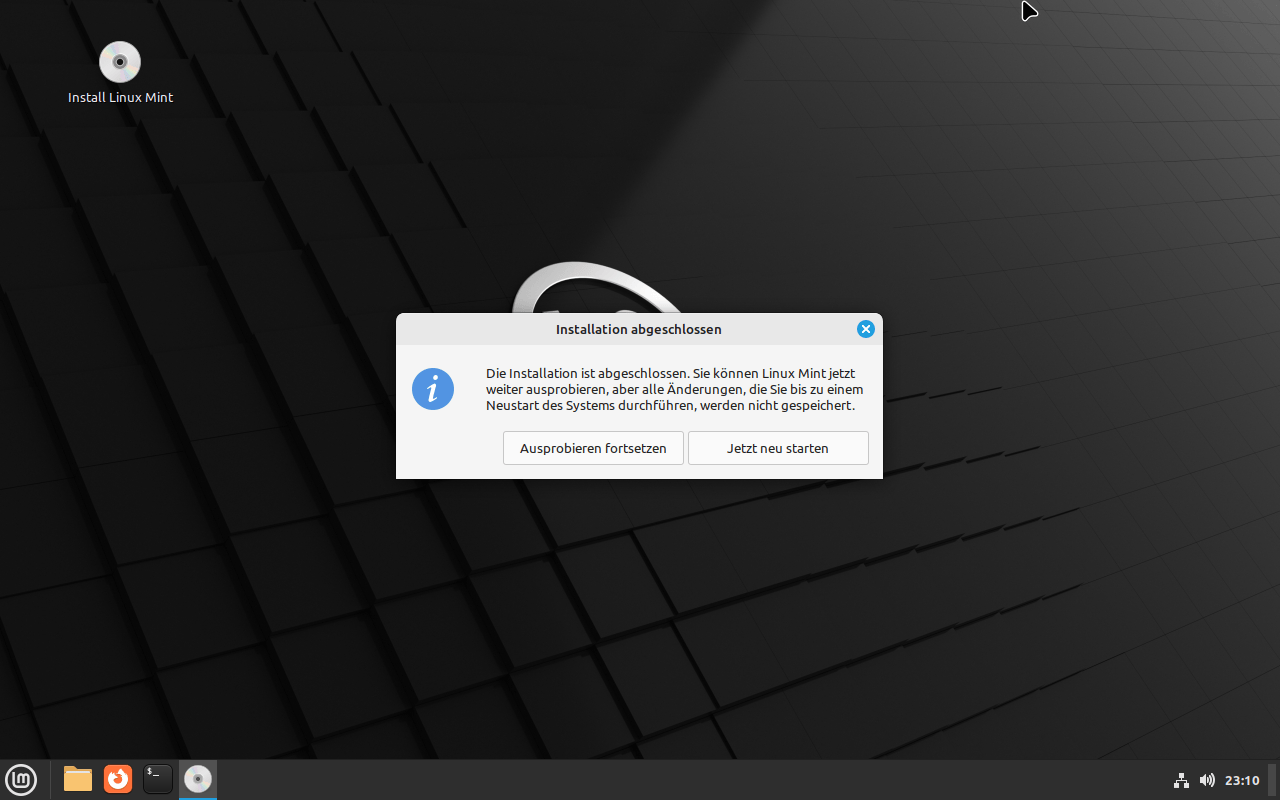 Install Linux Mint
Installation abgeschlossen
Die Installation ist abgeschlossen. Sie können Linux Mint jetzt
weiter ausprobieren, aber alle Änderungen, die Sie bis zu einem
Neustart des Systems durchführen, werden nicht gespeichert.
Ausprobieren fortsetzen
Jetzt neu starten
$_
23:10